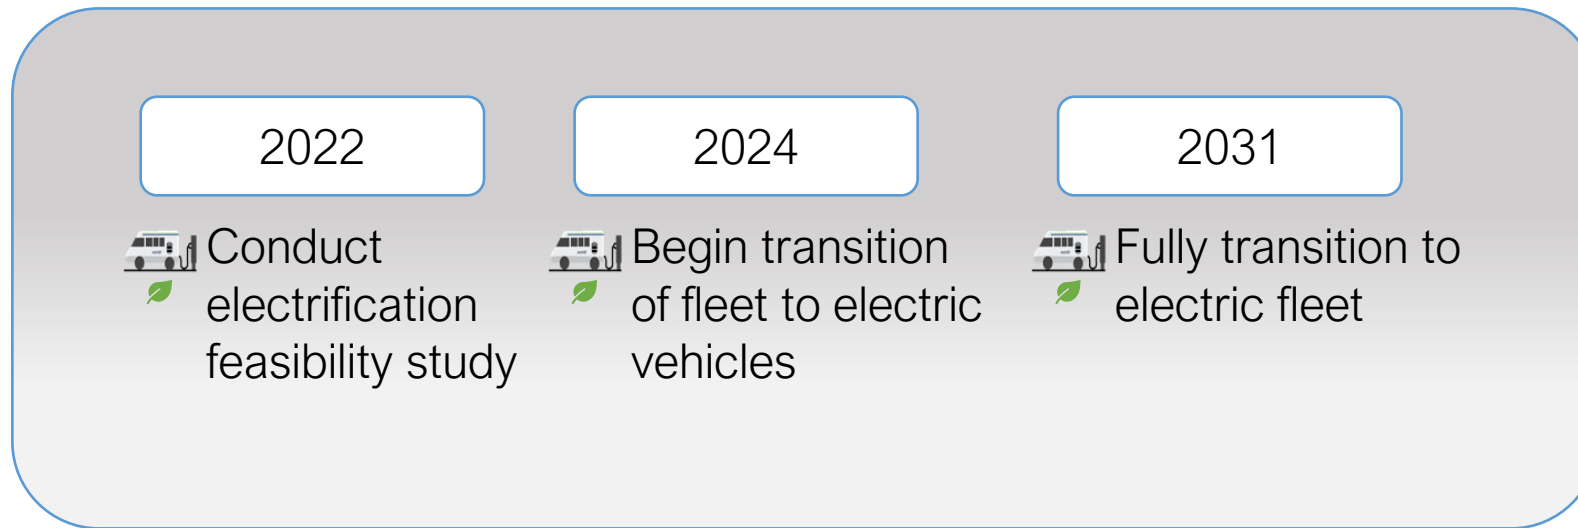 2022
Conduct
electrification
feasibility study
2024
Begin transition
of fleet to electric
vehicles
2031
Fully transition to
electric fleet